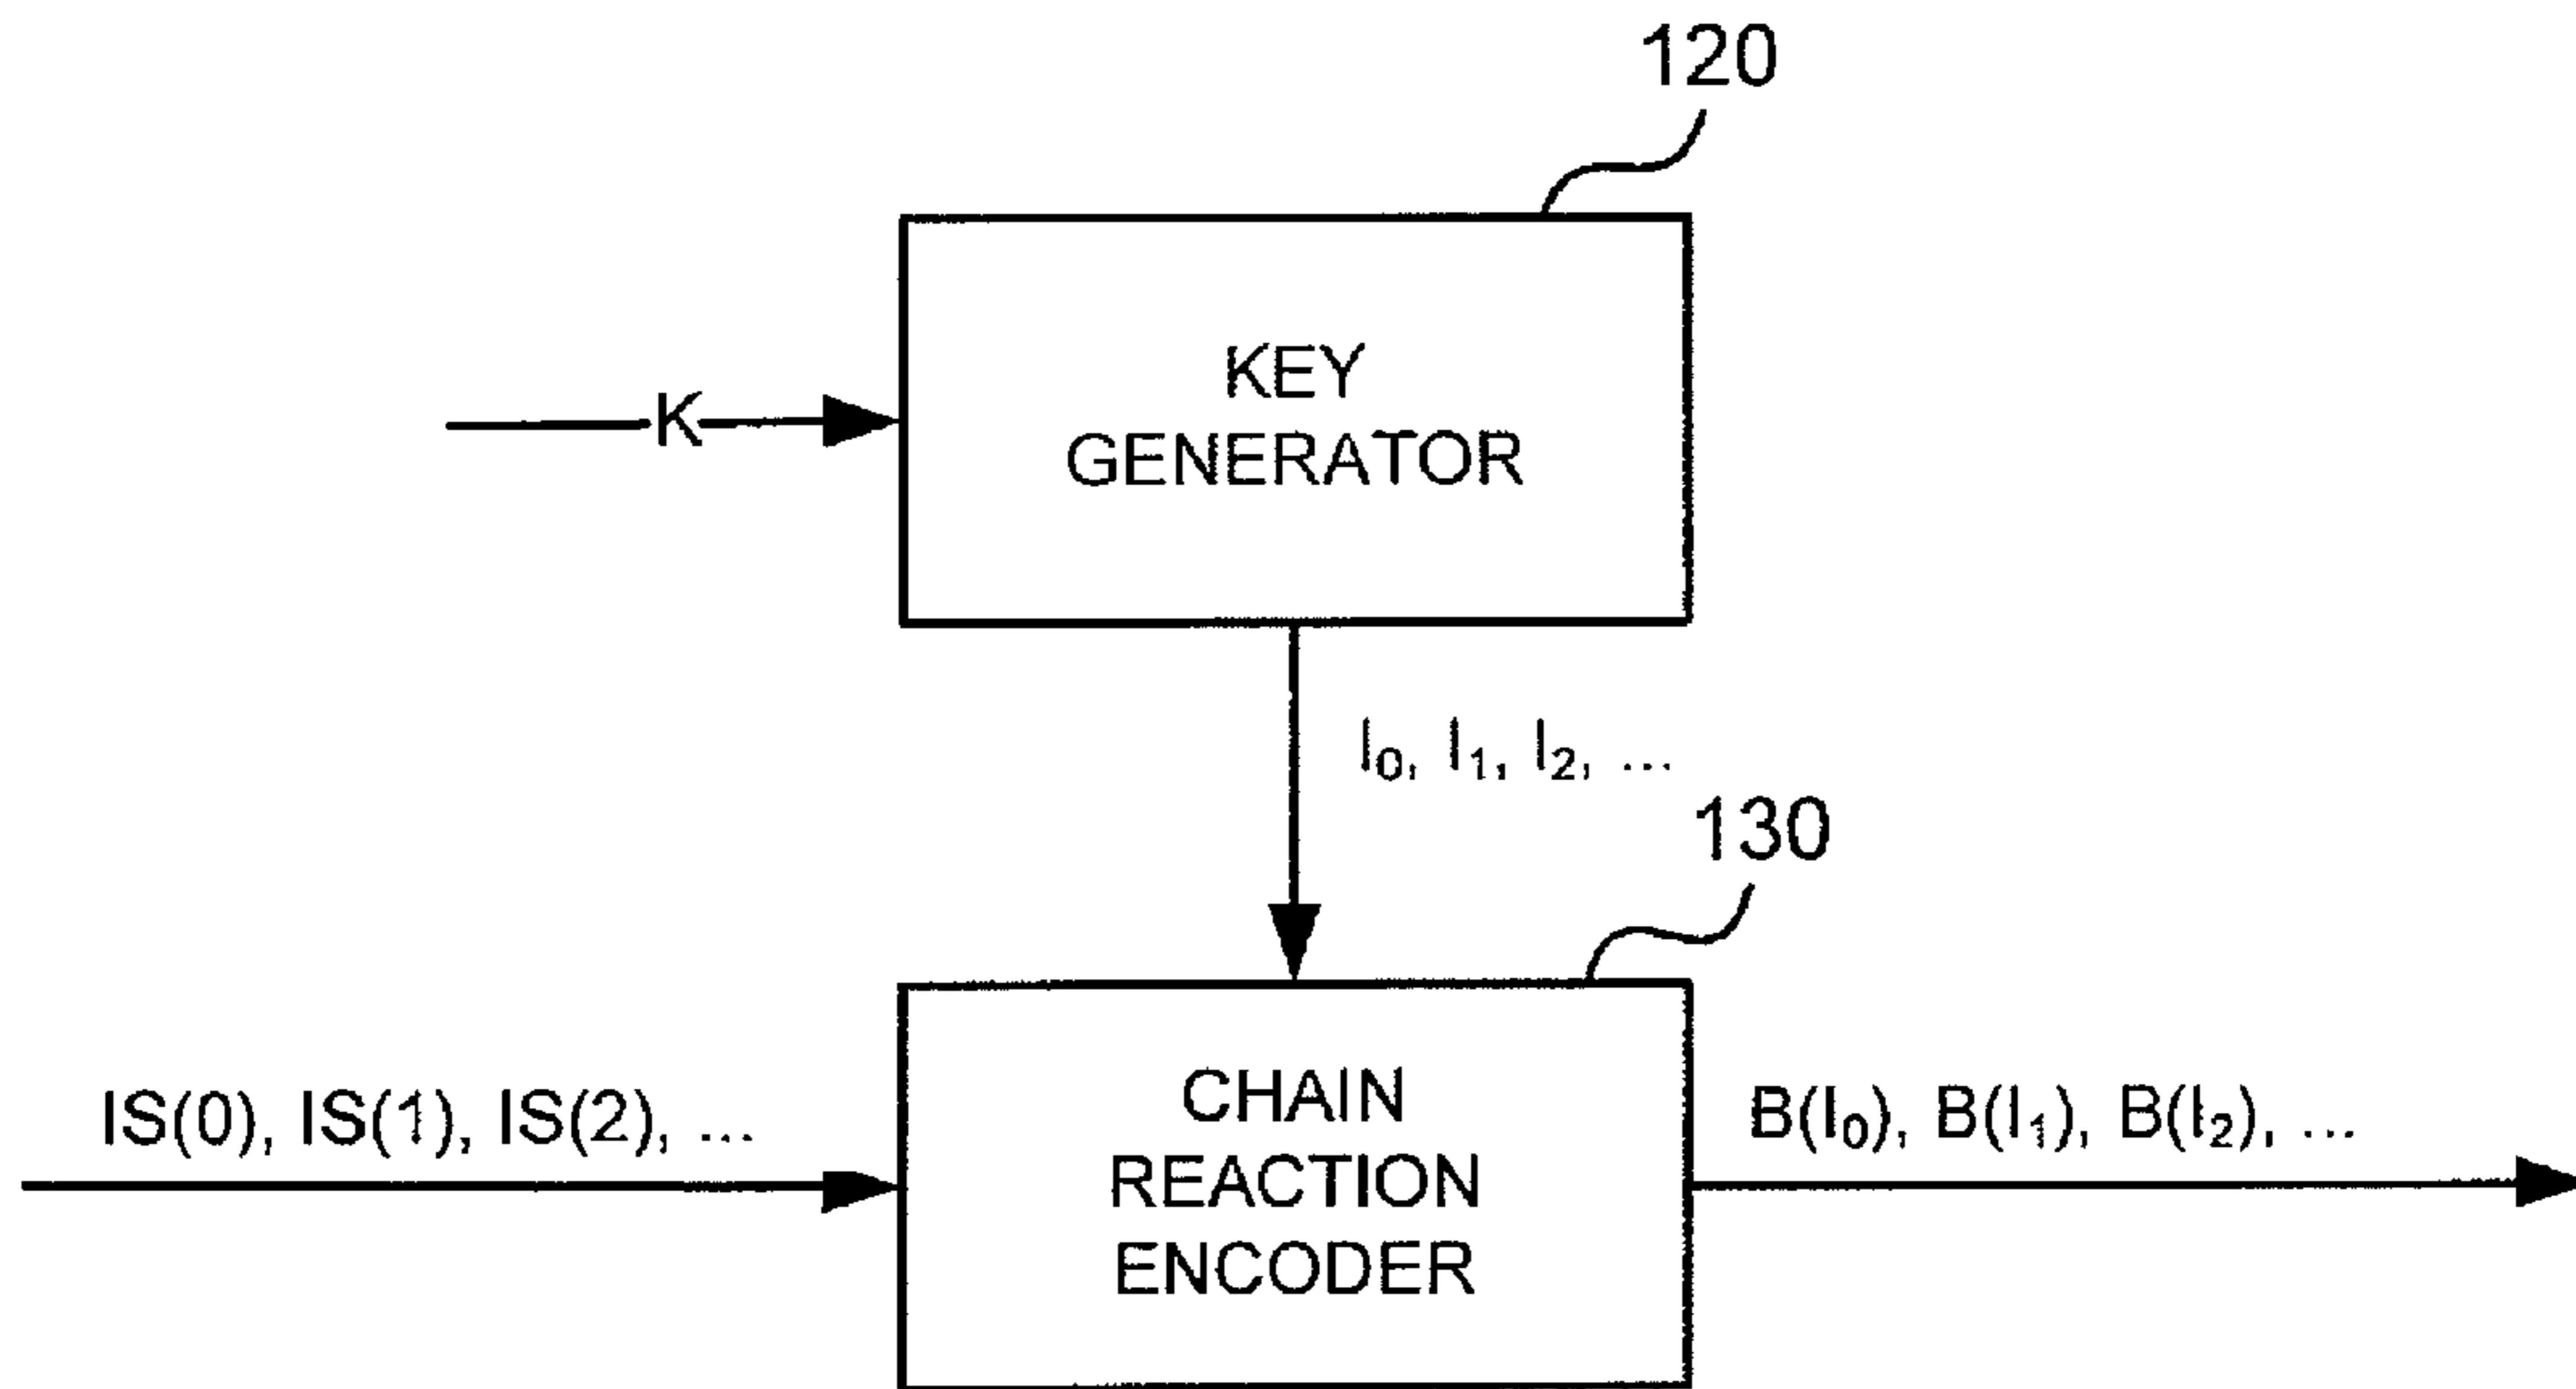 120
KEY
GENERATOR
K
I₀, I₁, I₂, ...
130
CHAIN
REACTION
ENCODER
IS(0), IS(1), IS(2), ...
B(I₀), B(I₁), B(I₂), ...